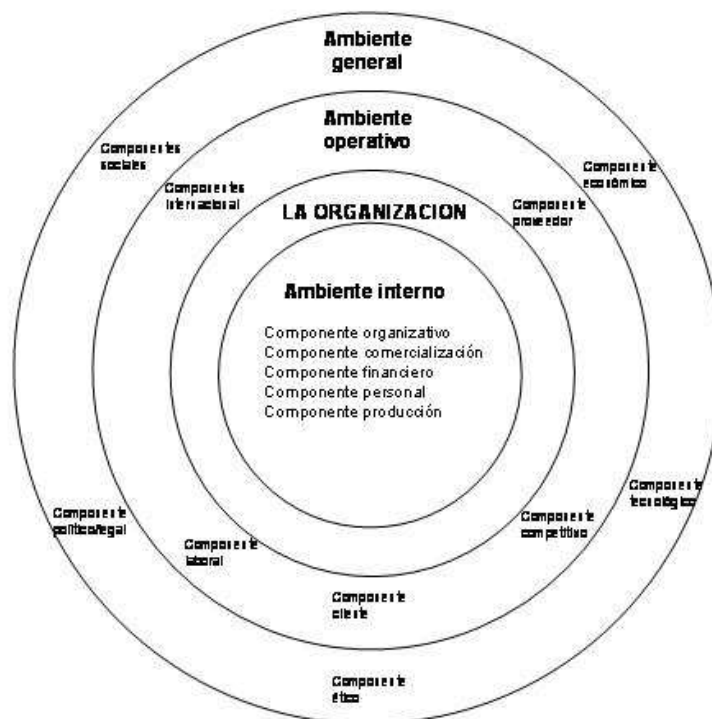 Ambiente
general
Ambiente
operativo
Componentes
sociales
Componente
económico
Componentes
Internacional
Componente
proveedor
LA ORGANIZACION
Ambiente interno
Componente organizativo
Componente comercialización
Componente financiero
Componente personal
Componente producción
Componente
tecnológico
Componente
político/legal
Componente
competitivo
Componente
laboral
Componente
cliente
Componente
ético